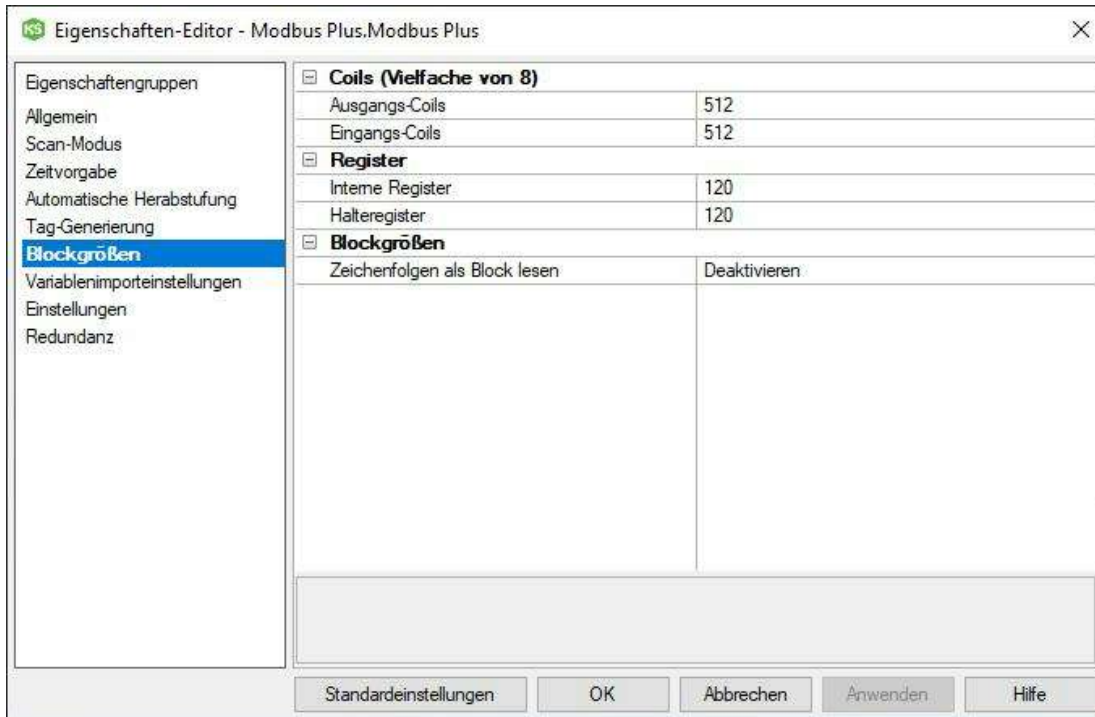 KS Eigenschaften-Editor - Modbus Plus.Modbus Plus
Eigenschaftengruppen
Allgemein
Scan-Modus
Zeitvorgabe
Automatische Herabstufung
Tag-Generierung
Blockgrößen
Variablenimporteinstellungen
Einstellungen
Redundanz
Coils (Vielfache von 8)
Ausgangs-Coils 512
Eingangs-Coils 512
Register
Interne Register 120
Halteregister 120
Blockgrößen
Zeichenfolgen als Block lesen Deaktivieren
Standardeinstellungen OK Abbrechen Anwenden Hilfe